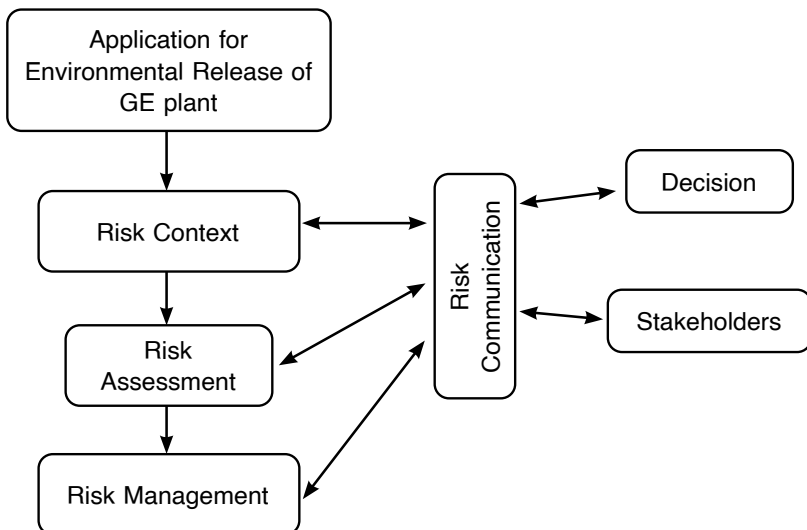 Application for
Environmental Release of
GE plant
Risk Context
Risk
Assessment
Risk Management
Risk
Communication
Decision
Stakeholders